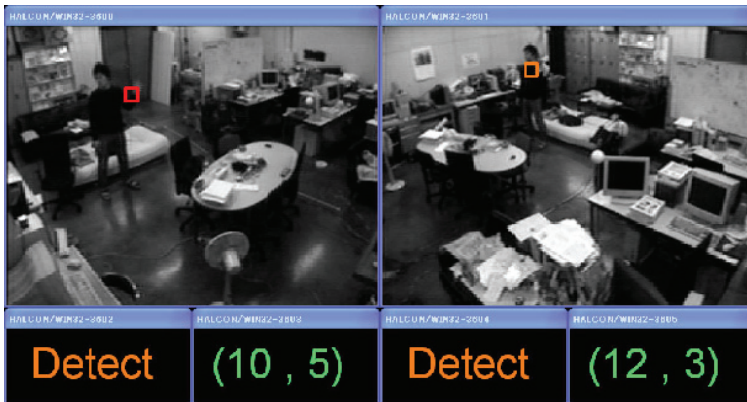 HALCON/WIN32-3600
HALCON/WIN32-3601
HALCON/WIN32-3602
HALCON/WIN32-3603
HALCON/WIN32-3604
HALCON/WIN32-3605
Detect
(10 , 5)
Detect
(12 , 3)